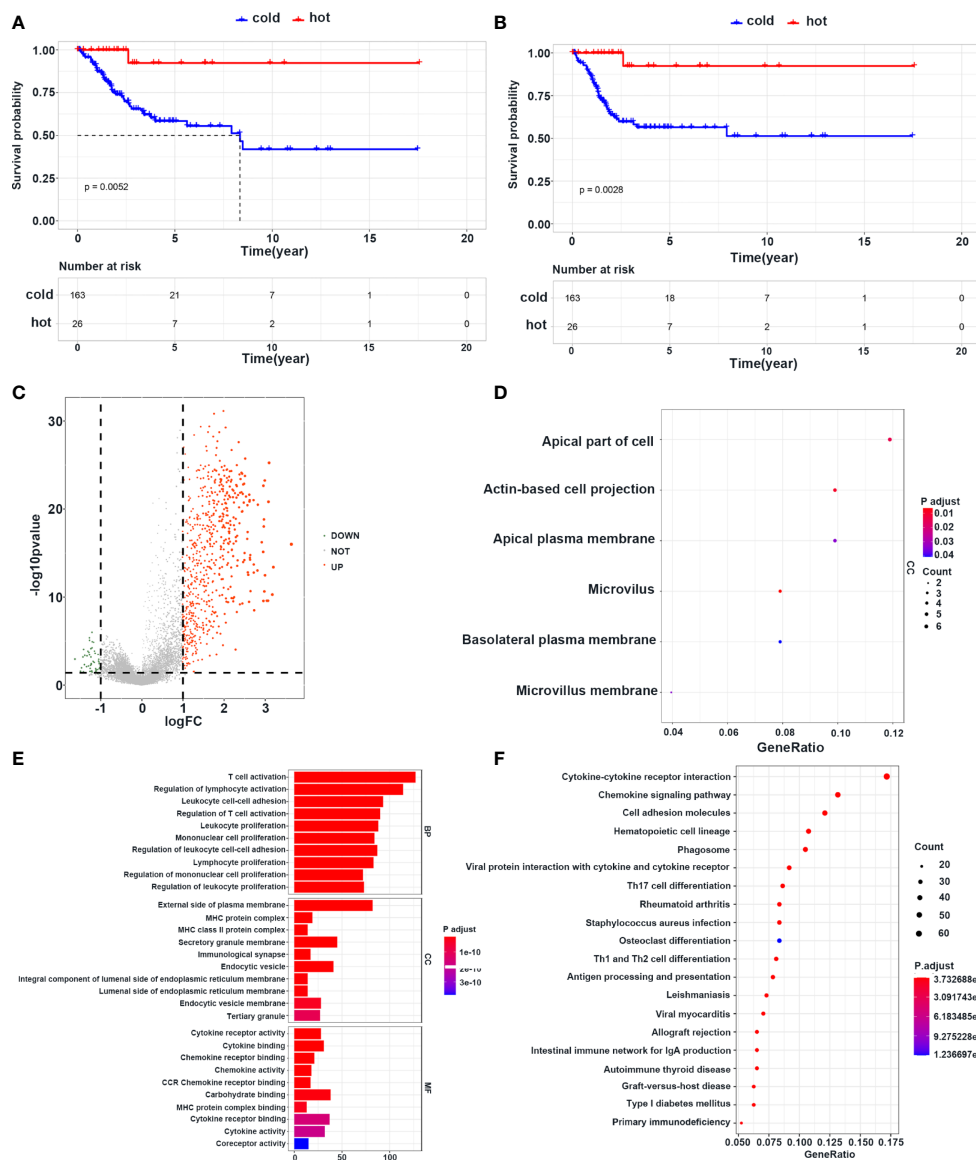 A
cold hot
Survival probability
1.00
0.75
0.50
0.25
0.00
p = 0.0052
0 5 10 15 20
Time(year)
Number at risk
cold 163 21 7 1 0
hot 26 7 2 1 0
0 5 10 15 20
Time(year)
B
cold hot
Survival probability
1.00
0.75
0.50
0.25
0.00
p = 0.0028
0 5 10 15 20
Time(year)
Number at risk
cold 163 18 7 1 0
hot 26 7 2 1 0
0 5 10 15 20
Time(year)
C
-log10pvalue
30
20
10
0
-1 0 1 2 3
logFC
DOWN
NOT
UP
D
Apical part of cell
Actin-based cell projection
Apical plasma membrane
Microvilus
Basolateral plasma membrane
Microvillus membrane
0.04 0.06 0.08 0.10 0.12
GeneRatio
CC
P adjust
0.01
0.02
0.03
0.04
Count
2
3
4
5
6
E
T cell activation
Regulation of lymphocyte activation
Leukocyte cell-cell adhesion
Regulation of T cell activation
Leukocyte proliferation
Mononuclear cell proliferation
Regulation of leukocyte cell-cell adhesion
Lymphocyte proliferation
Regulation of mononuclear cell proliferation
Regulation of leukocyte proliferation
BP
External side of plasma membrane
MHC protein complex
MHC class II protein complex
Secretory granule membrane
Immunological synapse
Endocytic vesicle
Integral component of lumenal side of endoplasmic reticulum membrane
Lumenal side of endoplasmic reticulum membrane
Endocytic vesicle membrane
Tertiary granule
CC
Cytokine receptor activity
Cytokine binding
Chemokine receptor binding
Chemokine activity
CCR Chemokine receptor binding
Carbohydrate binding
MHC protein complex binding
Cytokine receptor binding
Cytokine activity
Coreceptor activity
MF
0 50 100
P adjust
1e-10
2e-10
3e-10
F
Cytokine-cytokine receptor interaction
Chemokine signaling pathway
Cell adhesion molecules
Hematopoietic cell lineage
Phagosome
Viral protein interaction with cytokine and cytokine receptor
Th17 cell differentiation
Rheumatoid arthritis
Staphylococcus aureus infection
Osteoclast differentiation
Th1 and Th2 cell differentiation
Antigen processing and presentation
Leishmaniasis
Viral myocarditis
Allograft rejection
Intestinal immune network for IgA production
Autoimmune thyroid disease
Graft-versus-host diease
Type I diabetes mellitus
Primary immunodeficiency
0.050 0.075 0.100 0.125 0.150 0.175
GeneRatio
Count
20
30
40
50
60
P.adjust
3.732688e
3.091743e
6.183485e
9.275228e
1.236697e